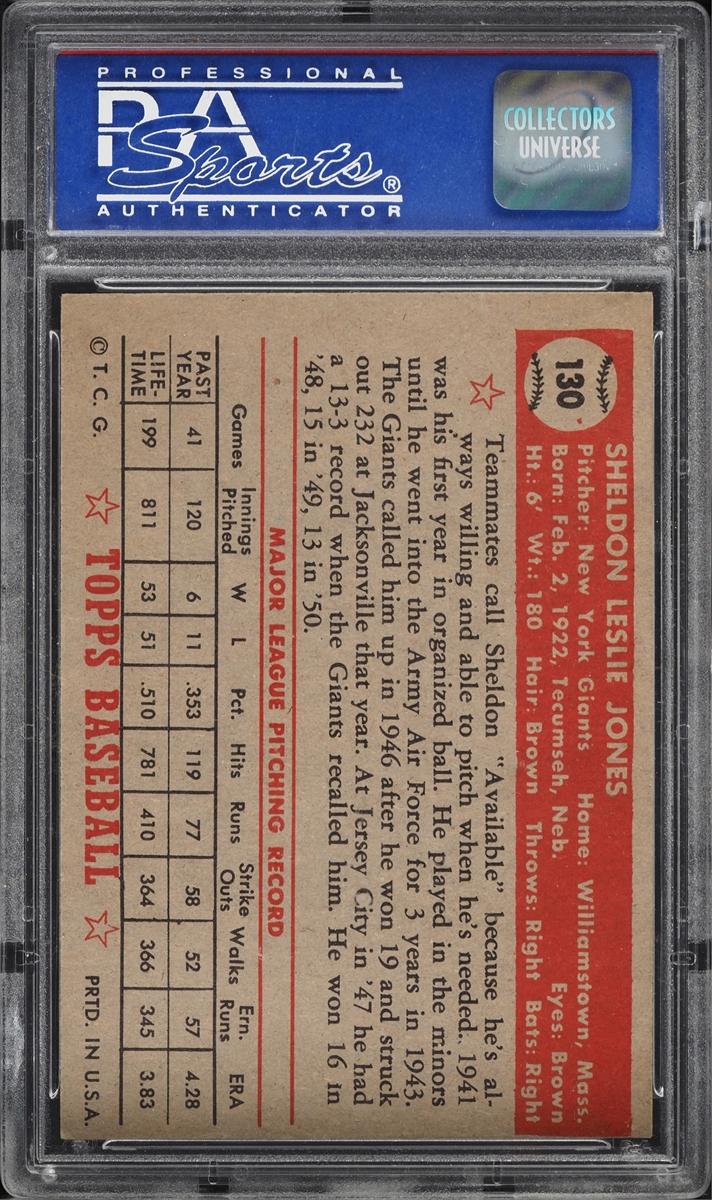 PROFESSIONAL
PSA
Sports®
AUTHENTICATOR
COLLECTORS
UNIVERSE
130
SHELDON LESLIE JONES
Pitcher: New York Giants Home: Williamstown, Mass.
Born: Feb. 2, 1922, Tecumseh, Neb. Eyes: Brown
Ht.: 6' Wt.: 180 Hair: Brown Throws: Right Bats: Right
Teammates call Sheldon "Available" because he's al-
ways willing and able to pitch when he's needed. 1941
was his first year in organized ball. He played in the minors
until he went into the Army Air Force for 3 years in 1943.
The Giants called him up in 1946 after he won 19 and struck
out 232 at Jacksonville that year. At Jersey City in '47 he had
a 13-3 record when the Giants recalled him. He won 16 in
'48, 15 in '49, 13 in '50.
MAJOR LEAGUE PITCHING RECORD
Games Innings Pitched W L Pct. Hits Runs Strike Outs Walks Ern. Runs ERA
PAST YEAR 41 120 6 11 .353 119 77 58 52 57 4.28
LIFE-TIME 199 811 53 51 .510 781 410 364 366 345 3.83
© T. C. G. TOPPS BASEBALL PRTD. IN U.S.A.